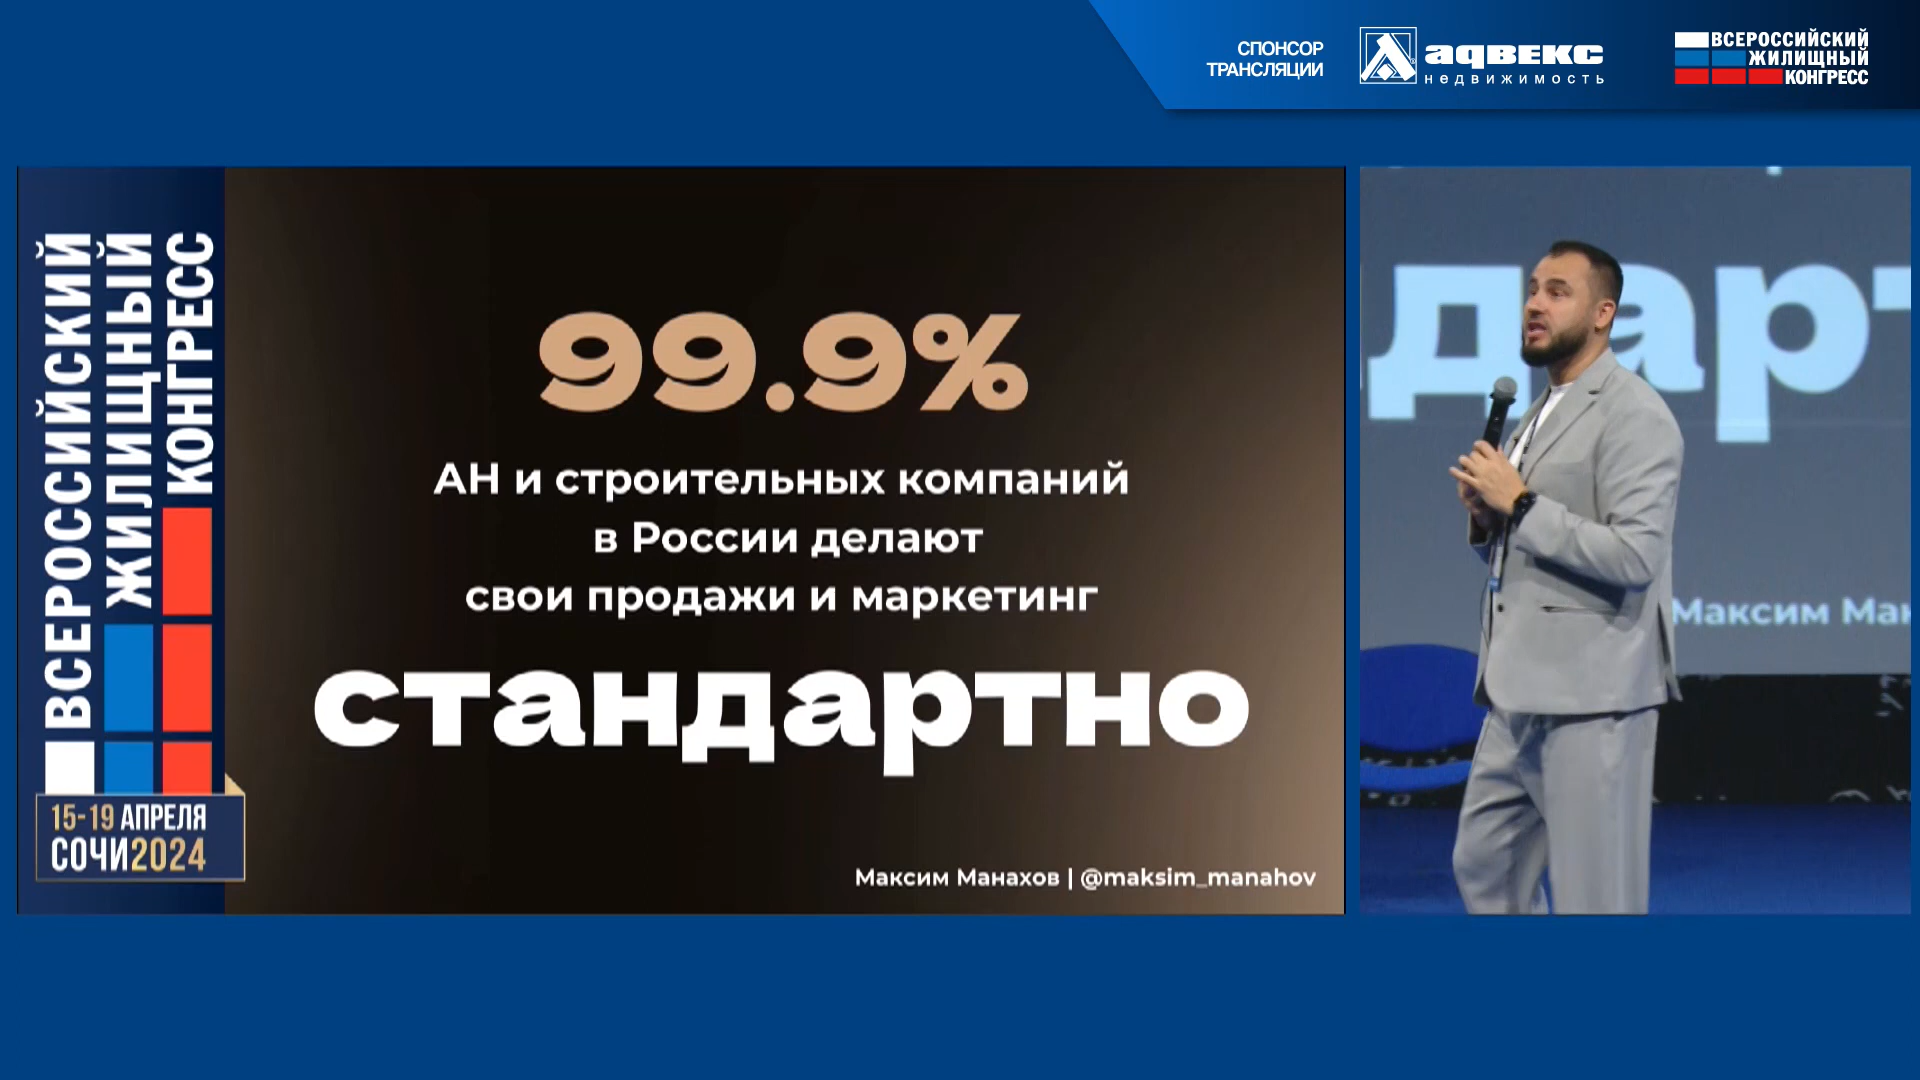 СПОНСОР
ТРАНСЛЯЦИИ
адвекс
недвижимость
ВСЕРОССИЙСКИЙ
ЖИЛИЩНЫЙ
КОНГРЕСС
ВСЕРОССИЙСКИЙ
ЖИЛИЩНЫЙ
КОНГРЕСС
15-19 АПРЕЛЯ
СОЧИ2024
99.9%
АН и строительных компаний
в России делают
свои продажи и маркетинг
стандартно
Максим Манахов | @maksim_manahov
дарт
Максим Ман